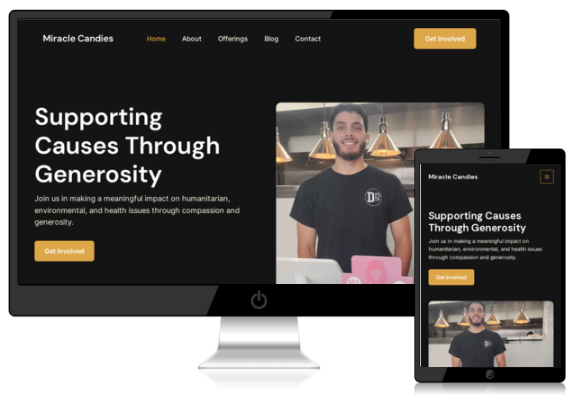 Miracle Candies
Home About Offerings Blog Contact
Get Involved
Supporting
Causes Through
Generosity
Join us in making a meaningful impact on humanitarian,
environmental, and health issues through compassion and
generosity.
Get Involved
Miracle Candies
Supporting Causes
Through Generosity
Join us in making a meaningful impact on
humanitarian, environmental, and health issues
through compassion and generosity.
Get Involved